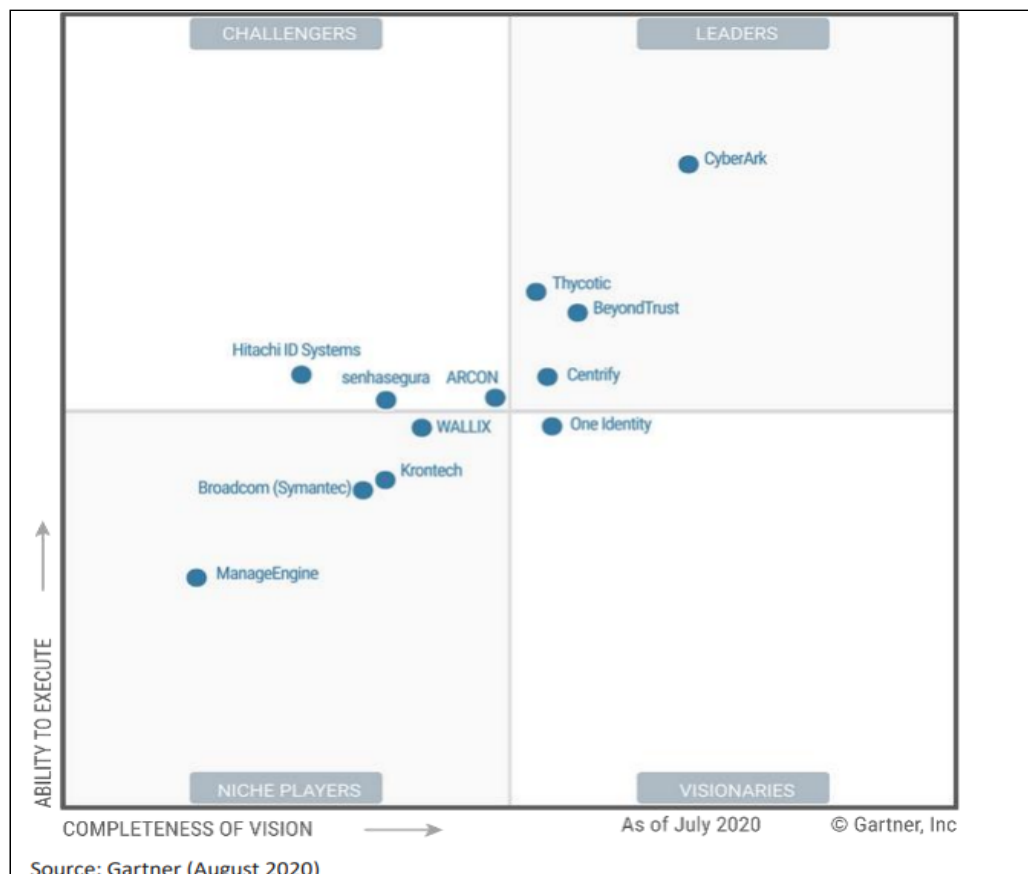 CHALLENGERS
LEADERS
CyberArk
Thycotic
BeyondTrust
Hitachi ID Systems
senhasegura
ARCON
Centrify
WALLIX
One Identity
Krontech
Broadcom (Symantec)
ManageEngine
ABILITY TO EXECUTE
NICHE PLAYERS
VISIONARIES
COMPLETENESS OF VISION
As of July 2020
© Gartner, Inc
Source: Gartner (August 2020)